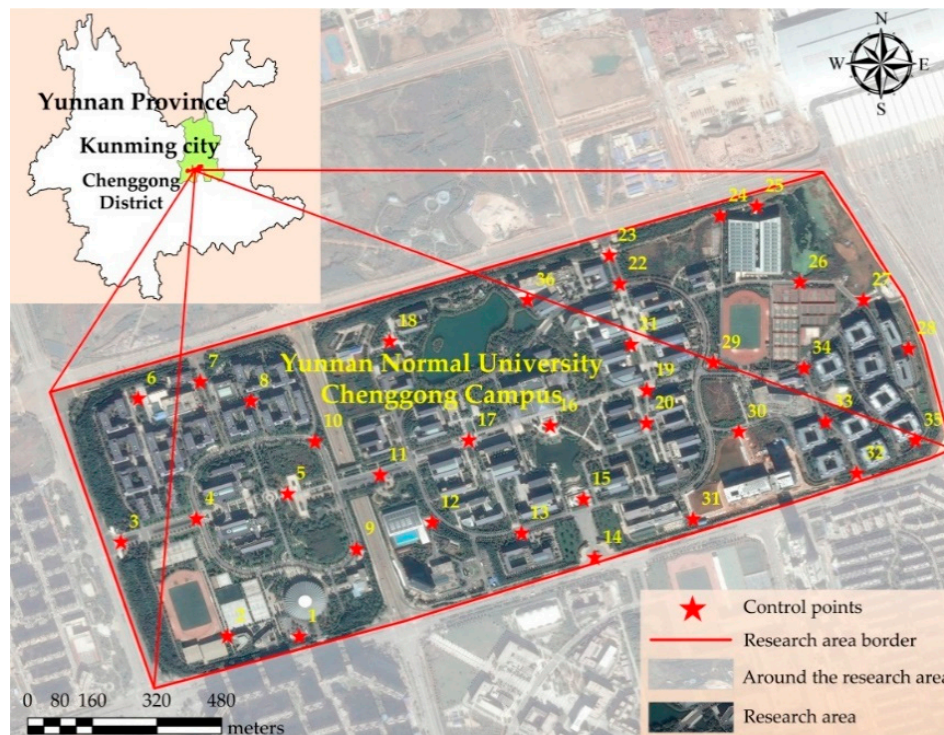 N
W E
S
Yunnan Province
Kunming city
Chenggong
District
25
24
23
22
26
27
36
18
21
28
29
34
7
6
8
Yunnan Normal University
Chenggong Campus
19
16
20
33
30
10
17
35
11
32
5
15
12
4
31
3
13
9
14
2
1
Control points
Research area border
Around the research area
Research area
0 80 160 320 480
meters